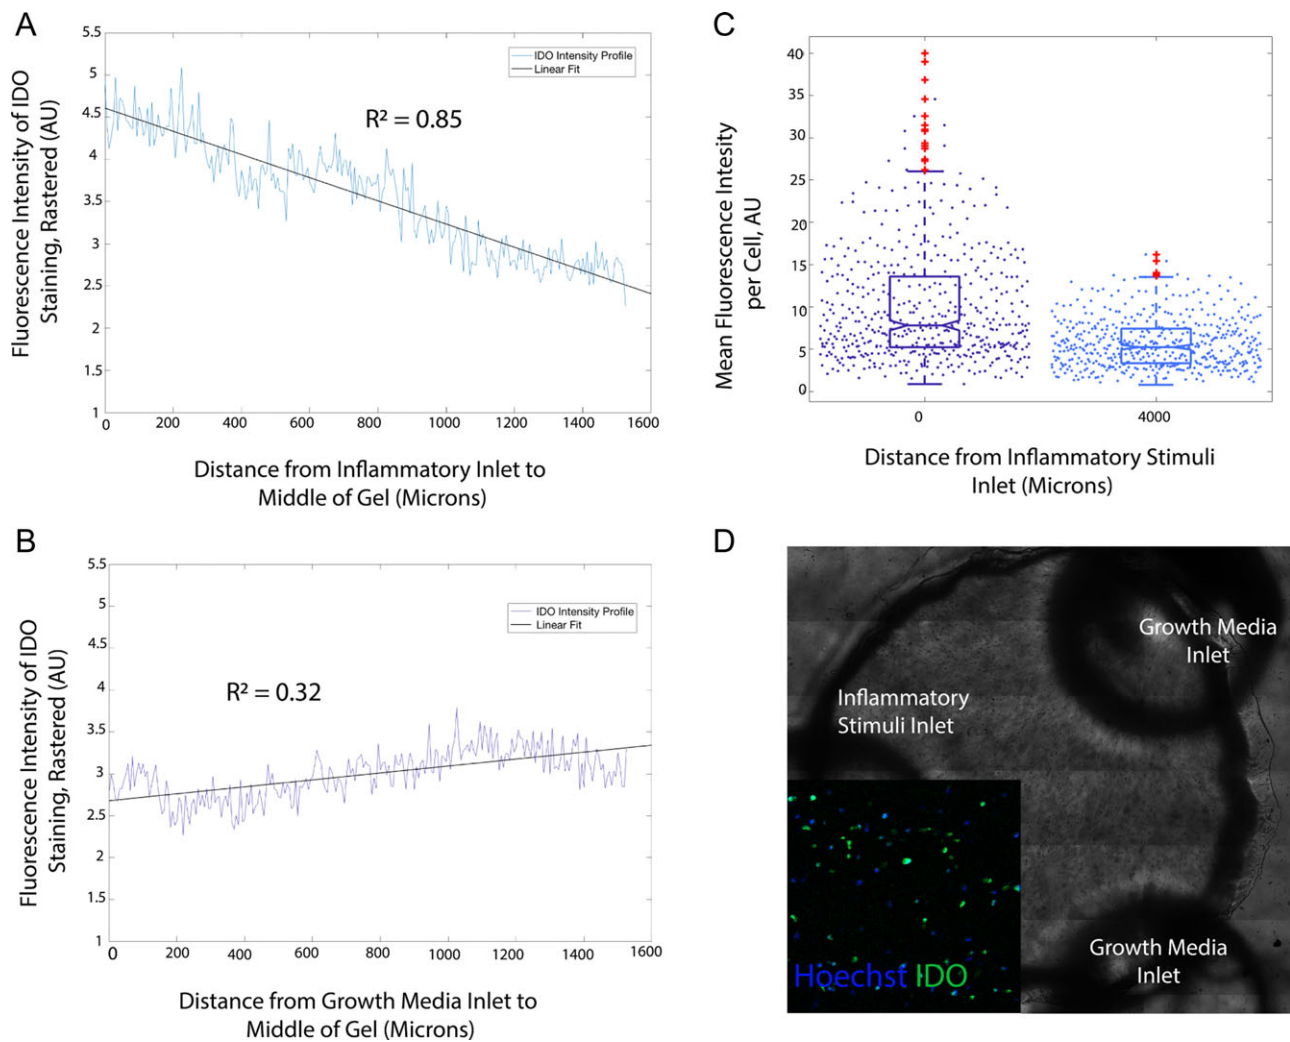 A
Fluorescence Intensity of IDO
Staining, Rastered (AU)
5.5
5
4.5
4
3.5
3
2.5
2
1.5
1
IDO Intensity Profile
Linear Fit
R² = 0.85
0
200
400
600
800
1000
1200
1400
1600
Distance from Inflammatory Inlet to
Middle of Gel (Microns)
B
Fluorescence Intensity of IDO
Staining, Rastered (AU)
5.5
5
4.5
4
3.5
3
2.5
2
1.5
1
IDO Intensity Profile
Linear Fit
R² = 0.32
0
200
400
600
800
1000
1200
1400
1600
Distance from Growth Media Inlet to
Middle of Gel (Microns)
C
Mean Fluorescence Intesity
per Cell, AU
40
35
30
25
20
15
10
5
0
0
4000
Distance from Inflammatory Stimuli
Inlet (Microns)
D
Growth Media
Inlet
Inflammatory
Stimuli Inlet
Hoechst IDO
Growth Media
Inlet